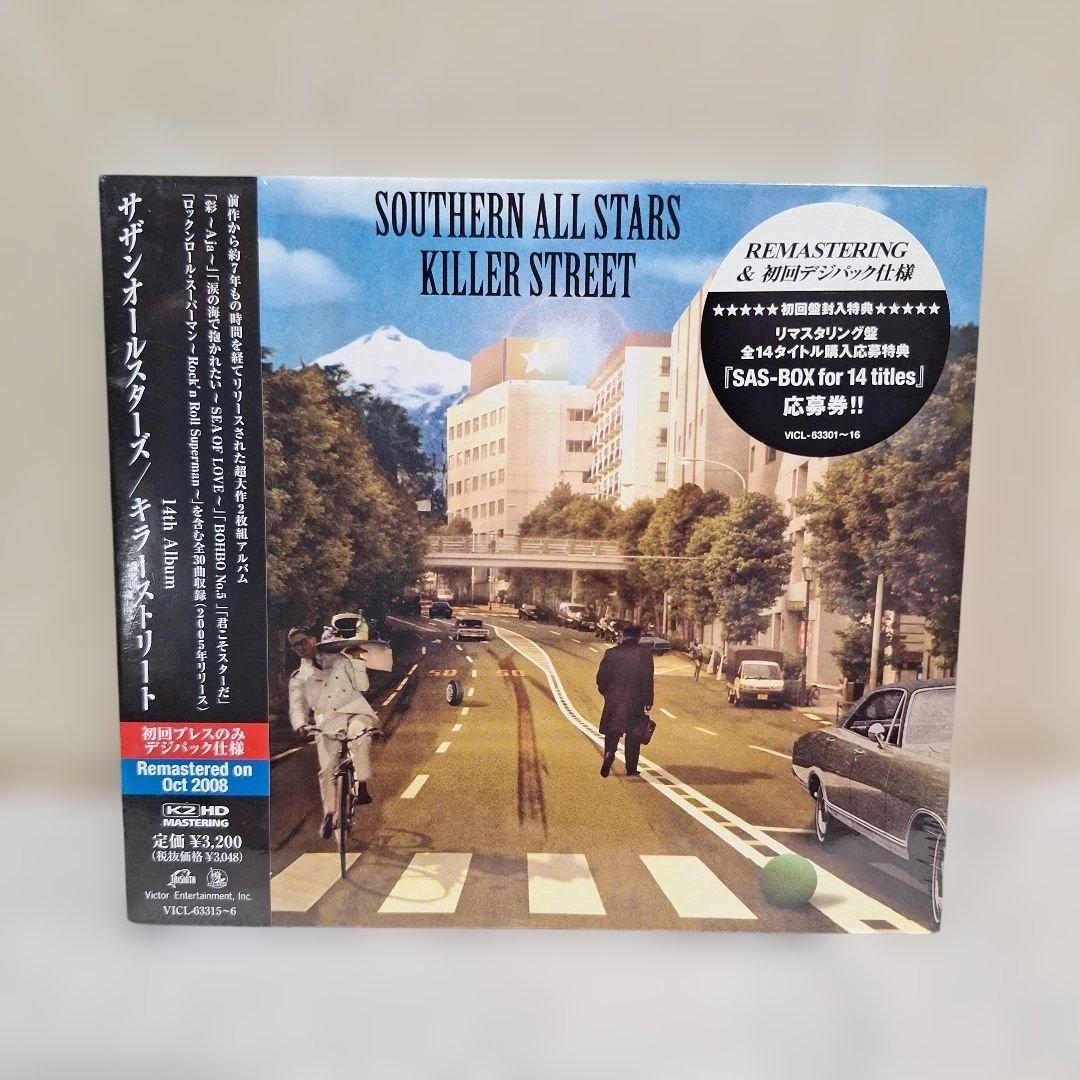 サザンオールスターズ/キラーストリート
14th Album
前作から約7年もの時間を経てリリースされた超大作2枚組アルバム
「彩~Aja~」「涙の海で抱かれたい~SEA OF LOVE~」「BOHBO No.5」「君こそスターだ」
「ロックンロール・スーパーマン~Rock'n Roll Superman~」を含む全30曲収録(2005年リリース)
初回プレスのみ
デジパック仕様
Remastered on
Oct 2008
K2 HD
MASTERING
定価 ¥3,200
(税抜価格 ¥3,048)
TAISHITA
Victor Entertainment, Inc.
VICL-63315~6
SOUTHERN ALL STARS
KILLER STREET
REMASTERING
& 初回デジパック仕様
★★★★★初回盤封入特典★★★★★
リマスタリング盤
全14タイトル購入応募特典
『SAS-BOX for 14 titles』
応募券!!
VICL-63301~16
50 50